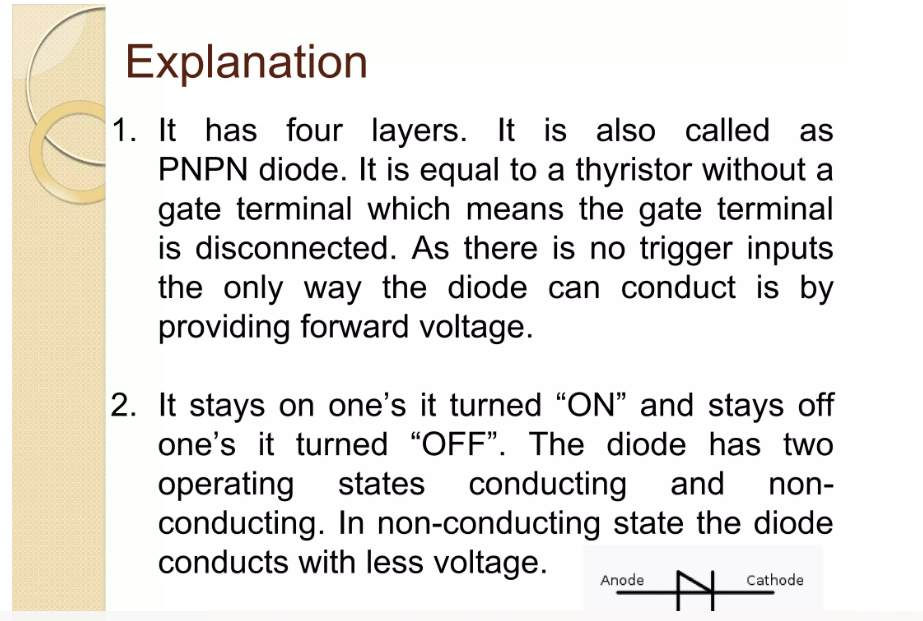 Explanation
1. It has four layers. It is also called as
PNPN diode. It is equal to a thyristor without a
gate terminal which means the gate terminal
is disconnected. As there is no trigger inputs
the only way the diode can conduct is by
providing forward voltage.
2. It stays on one’s it turned “ON” and stays off
one’s it turned “OFF”. The diode has two
operating states conducting and non-
conducting. In non-conducting state the diode
conducts with less voltage.
Anode Cathode